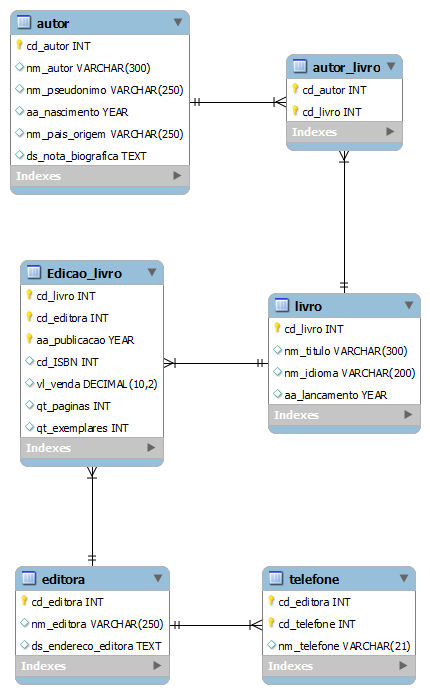 autor
cd_autor INT
nm_autor VARCHAR(300)
nm_pseudonimo VARCHAR(250)
aa_nascimento YEAR
nm_pais_origem VARCHAR(250)
ds_nota_biografica TEXT
Indexes
autor_livro
cd_autor INT
cd_livro INT
Indexes
Edicao_livro
cd_livro INT
cd_editora INT
aa_publicacao YEAR
cd_ISBN INT
vl_venda DECIMAL(10,2)
qt_paginas INT
qt_exemplares INT
Indexes
livro
cd_livro INT
nm_titulo VARCHAR(300)
nm_idioma VARCHAR(200)
aa_lancamento YEAR
Indexes
editora
cd_editora INT
nm_editora VARCHAR(250)
ds_endereco_editora TEXT
Indexes
telefone
cd_editora INT
cd_telefone INT
nm_telefone VARCHAR(21)
Indexes